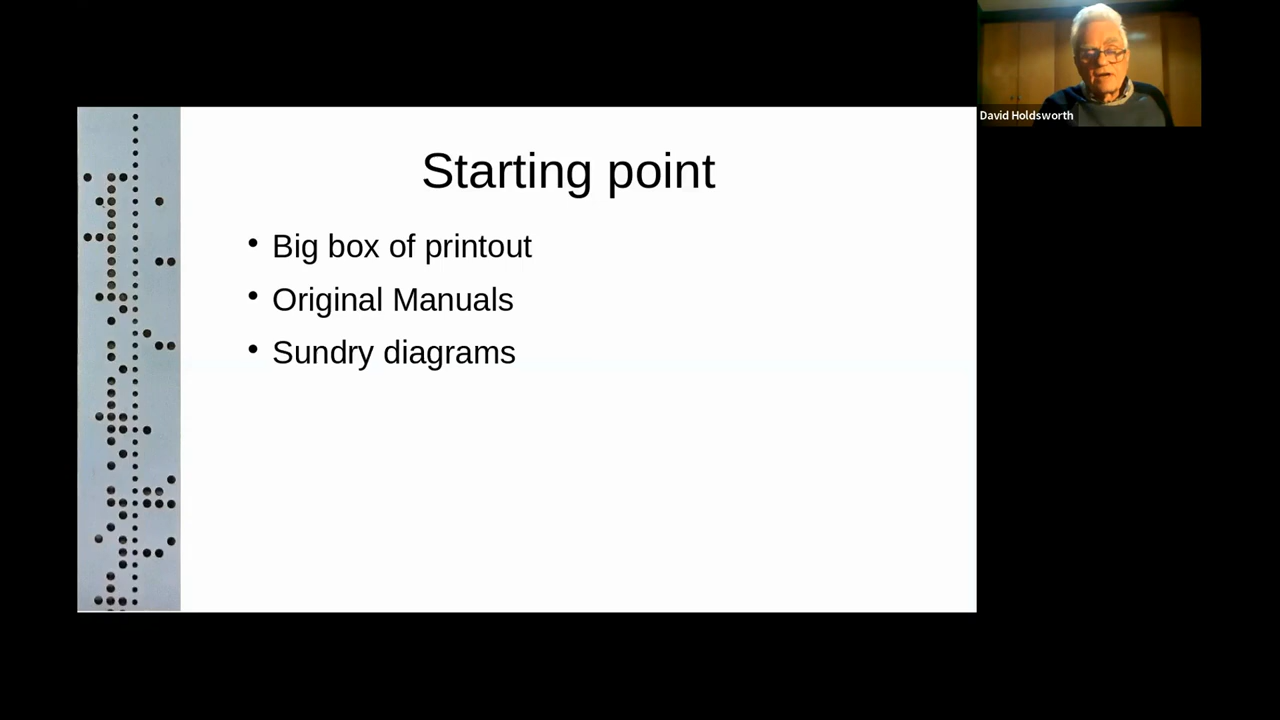 Starting point
• Big box of printout
• Original Manuals
• Sundry diagrams
David Holdsworth